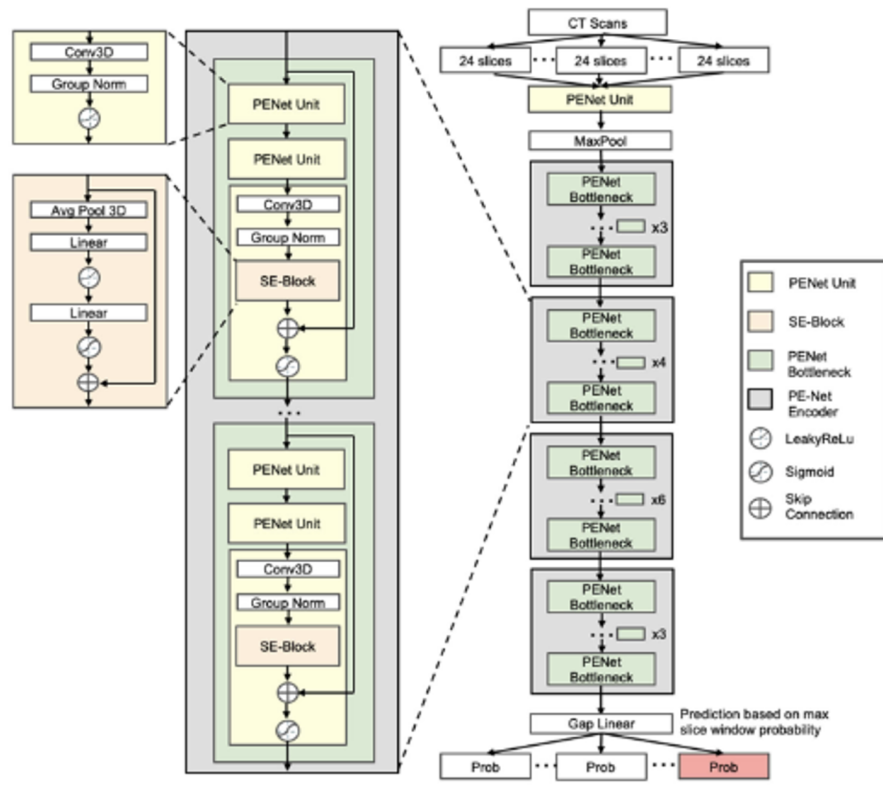 Conv3D
Group Norm
Avg Pool 3D
Linear
Linear
PENet Unit
PENet Unit
Conv3D
Group Norm
SE-Block
...
PENet Unit
PENet Unit
Conv3D
Group Norm
SE-Block
CT Scans
24 slices ... 24 slices ... 24 slices
PENet Unit
MaxPool
PENet
Bottleneck
... x3
PENet
Bottleneck
PENet
Bottleneck
... x4
PENet
Bottleneck
PENet
Bottleneck
... x6
PENet
Bottleneck
PENet
Bottleneck
... x3
PENet
Bottleneck
Gap Linear
Prediction based on max
slice window probability
Prob ... Prob ... Prob
PENet Unit
SE-Block
PENet
Bottleneck
PE-Net
Encoder
LeakyReLu
Sigmoid
Skip
Connection